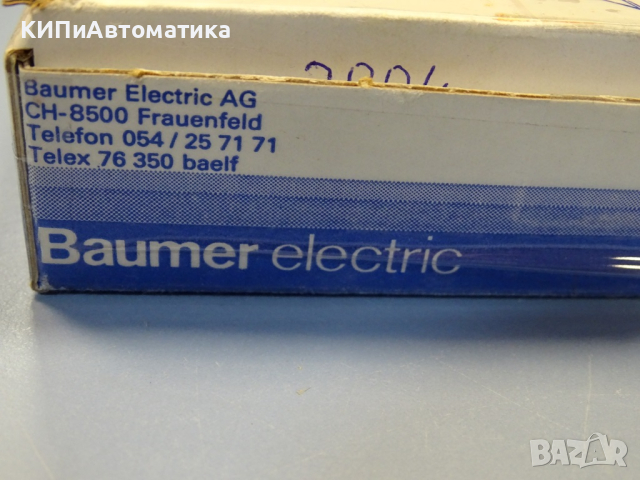 КИПиАвтоматика
Baumer Electric AG
CH-8500 Frauenfeld
Telefon 054 / 25 71 71
Telex 76 350 baelf
Baumer electric
BAZAR